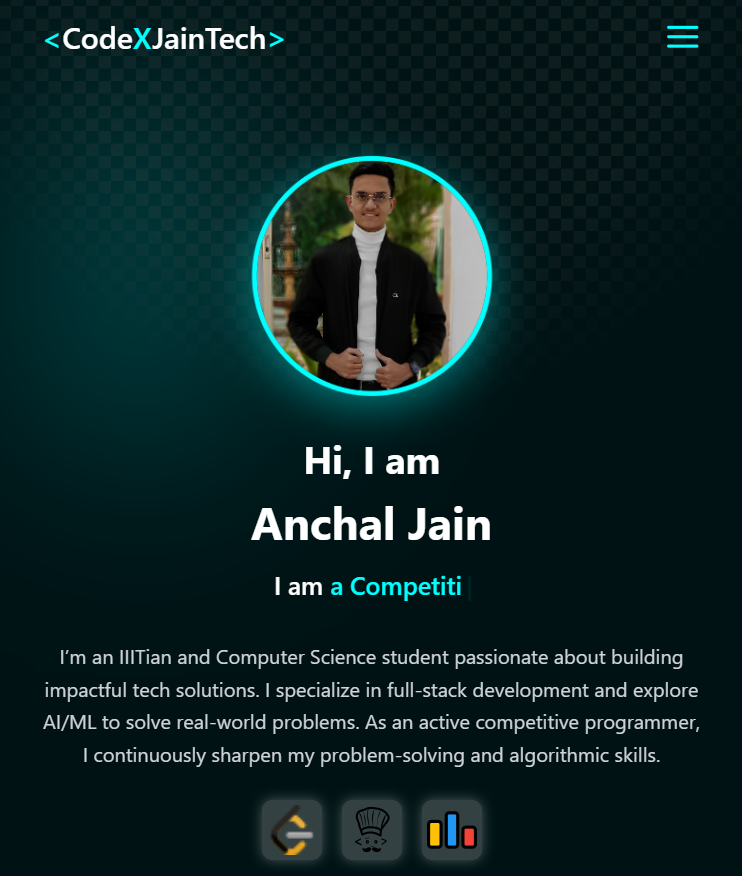 <CodeXJainTech>
Hi, I am
Anchal Jain
I am a Competiti
I’m an IIITian and Computer Science student passionate about building
impactful tech solutions. I specialize in full-stack development and explore
AI/ML to solve real-world problems. As an active competitive programmer,
I continuously sharpen my problem-solving and algorithmic skills.